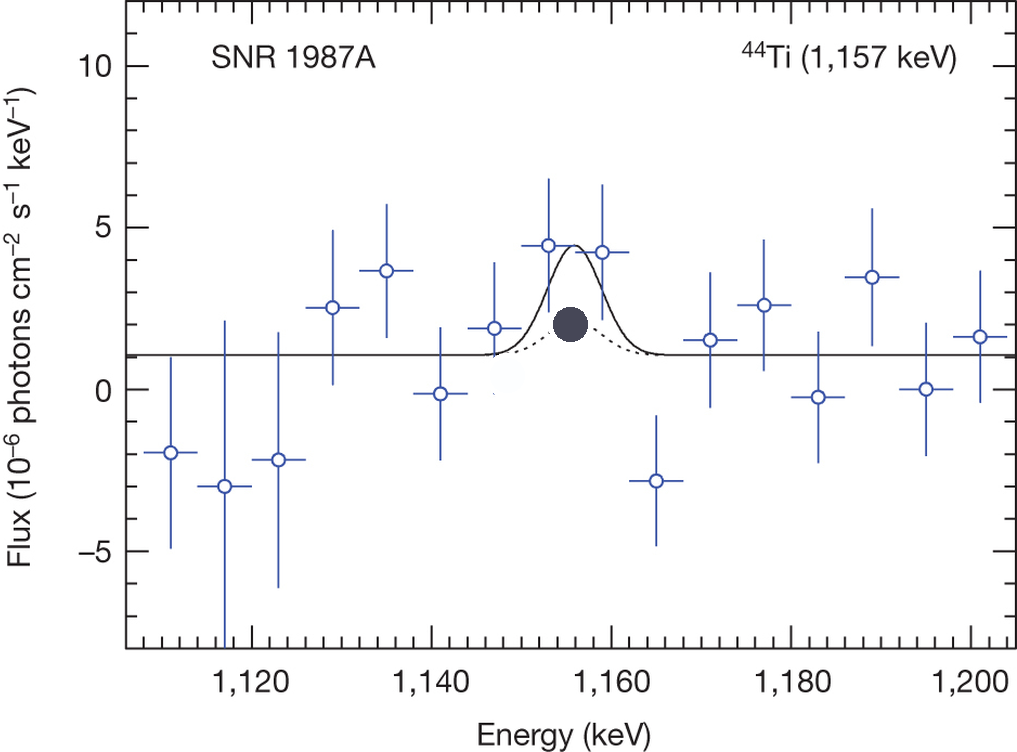 SNR 1987A
⁴⁴Ti (1,157 keV)
10
5
0
–5
Flux (10⁻⁶ photons cm⁻² s⁻¹ keV⁻¹)
1,120
1,140
1,160
1,180
1,200
Energy (keV)